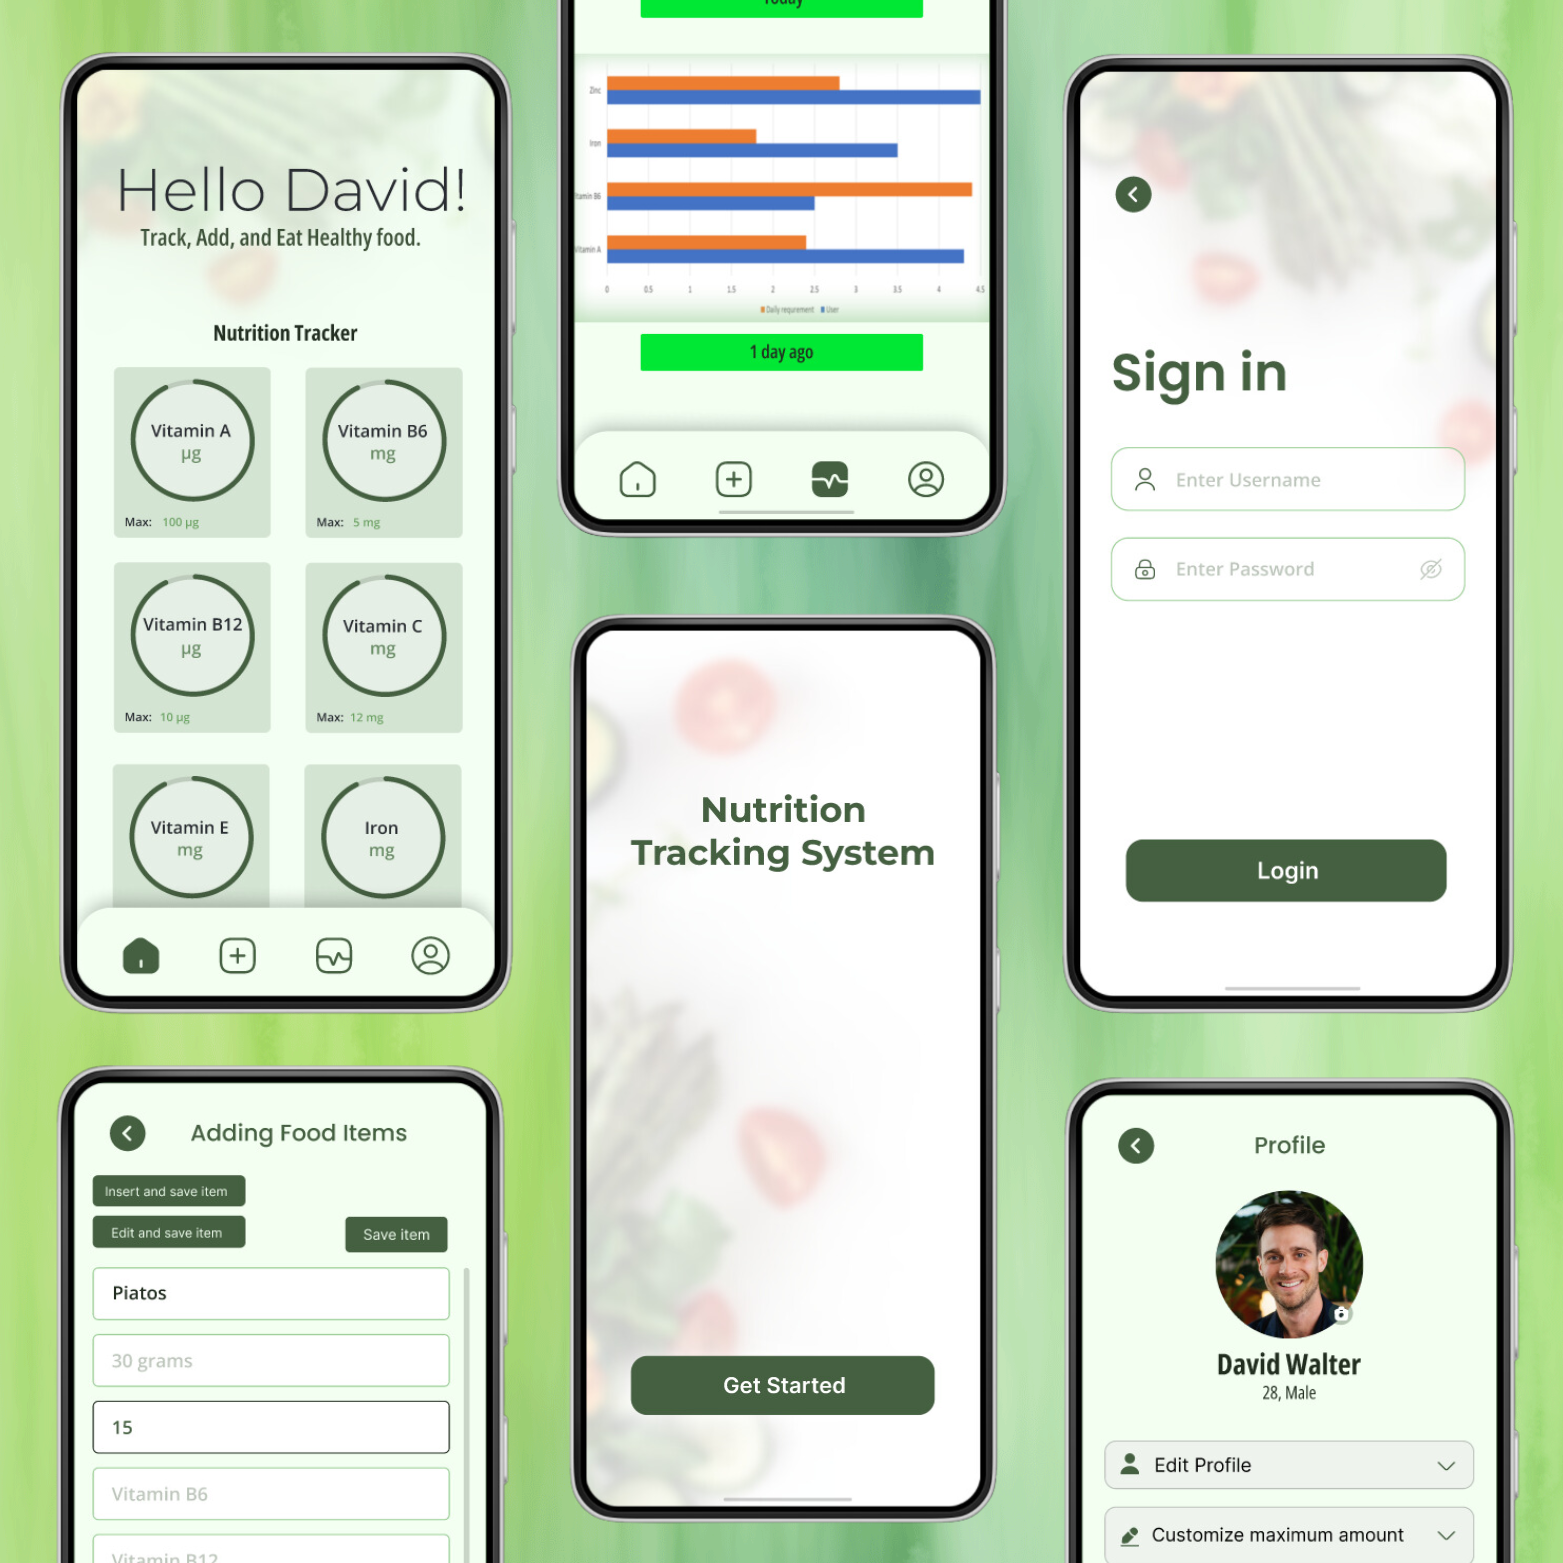 Hello David!
Track, Add, and Eat Healthy food.
Nutrition Tracker
Vitamin A
µg
Max: 100 µg
Vitamin B6
mg
Max: 5 mg
Vitamin B12
µg
Max: 10 µg
Vitamin C
mg
Max: 12 mg
Vitamin E
mg
Iron
mg
Adding Food Items
Insert and save item
Edit and save item
Save item
Piatos
30 grams
15
Vitamin B6
Vitamin B12
Today
Zinc
Iron
Vitamin B6
Vitamin A
0 0.5 1 1.5 2 2.5 3 3.5 4 4.5
Daily requrement User
1 day ago
Nutrition
Tracking System
Get Started
Sign in
Enter Username
Enter Password
Login
Profile
David Walter
28, Male
Edit Profile
Customize maximum amount